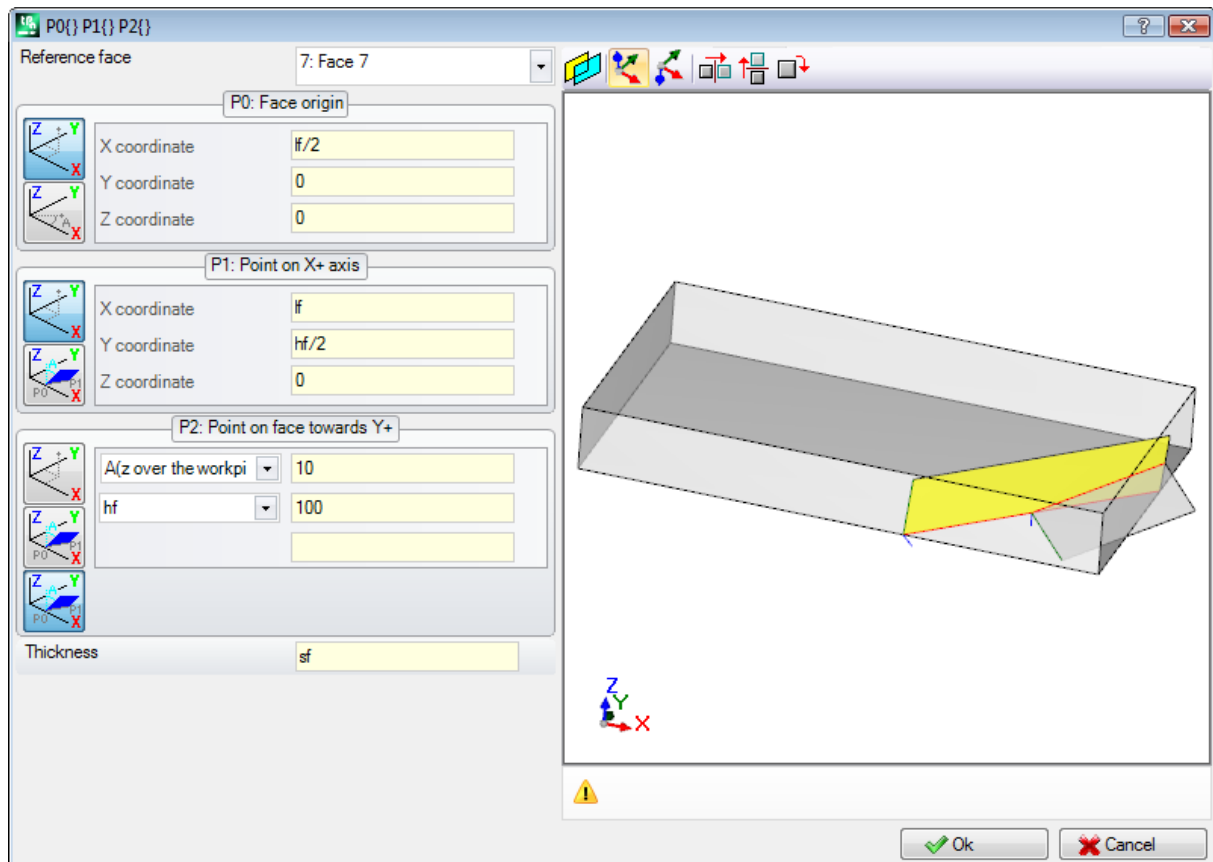 P0{} P1{} P2{}
Reference face
7: Face 7
P0: Face origin
X coordinate
lf/2
Y coordinate
0
Z coordinate
0
P1: Point on X+ axis
X coordinate
lf
Y coordinate
hf/2
Z coordinate
0
P2: Point on face towards Y+
A(z over the workpi
10
hf
100
Thickness
sf
Z
Y
X
Ok
Cancel